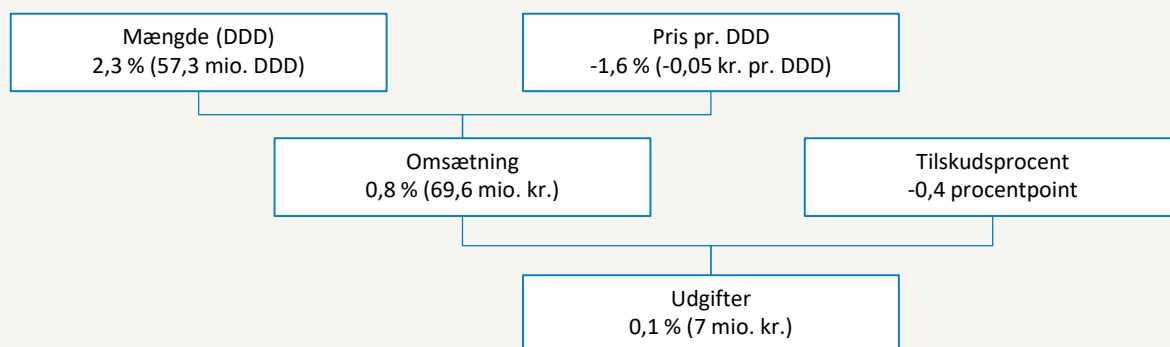 Mængde (DDD)
2,3 % (57,3 mio. DDD)
Pris pr. DDD
-1,6 % (-0,05 kr. pr. DDD)
Omsætning
0,8 % (69,6 mio. kr.)
Tilskudsprocent
-0,4 procentpoint
Udgifter
0,1 % (7 mio. kr.)